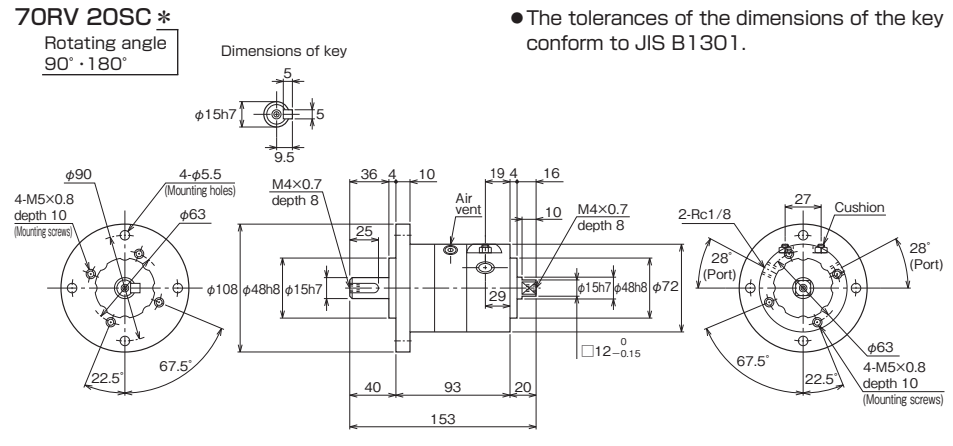 70RV 20SC *
Rotating angle
90°･180°
● The tolerances of the dimensions of the key
conform to JIS B1301.
Dimensions of key
5
φ15h7
5
9.5
φ90
4-φ5.5
(Mounting holes)
4-M5×0.8
depth 10
(Mounting screws)
φ63
22.5°
67.5°
36
4
10
M4×0.7
depth 8
25
φ108
φ48h8
φ15h7
Air
vent
19
4
16
10
M4×0.7
depth 8
29
φ15h7
φ48h8
φ72
□12 0 -0.15
40
93
20
153
27
Cushion
2-Rc1/8
28°
(Port)
28°
(Port)
67.5°
22.5°
φ63
4-M5×0.8
depth 10
(Mounting screws)